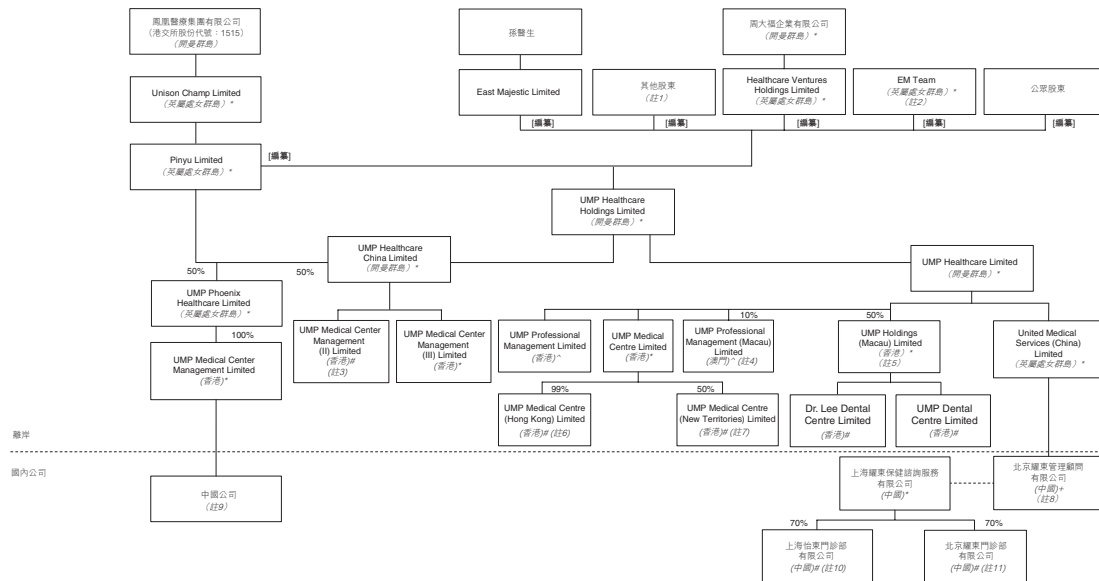 鳳凰醫療集團有限公司
（港交所股份代號：1515）
（開曼群島）
孫醫生
周大福企業有限公司
（開曼群島）*
Unison Champ Limited
（英屬處女群島）*
East Majestic Limited
其他股東
（註1）
Healthcare Ventures
Holdings Limited
（英屬處女群島）*
EM Team
（英屬處女群島）*
（註2）
公眾股東
[編纂]
[編纂]
[編纂]
[編纂]
[編纂]
Pinyu Limited
（英屬處女群島）*
[編纂]
UMP Healthcare
Holdings Limited
（開曼群島）*
UMP Healthcare
China Limited
（開曼群島）*
UMP Healthcare Limited
（開曼群島）*
50%
50%
UMP Phoenix
Healthcare Limited
（英屬處女群島）*
100%
10%
50%
UMP Medical Center
Management Limited
(香港)*
UMP Medical Center
Management
(II) Limited
(香港)#
(註3)
UMP Medical Center
Management
(III) Limited
(香港)*
UMP Professional
Management Limited
(香港)^
UMP Medical
Centre Limited
(香港)*
UMP Professional
Management (Macau)
Limited
(澳門)^ (註4)
UMP Holdings
(Macau) Limited
（香港）*
（註5）
United Medical
Services (China)
Limited
（英屬處女群島）*
99%
50%
UMP Medical Centre
(Hong Kong) Limited
(香港)# (註6)
UMP Medical Centre
(New Territories) Limited
(香港)# (註7)
Dr. Lee Dental
Centre Limited
(香港)#
UMP Dental
Centre Limited
(香港)#
離岸
國內公司
中國公司
（註9）
上海耀東保健諮詢服務
有限公司
(中國)*
北京耀東管理顧問
有限公司
(中國)+
（註8）
70%
70%
上海怡東門診部
有限公司
(中國)# (註10)
北京耀東門診部
有限公司
(中國)# (註11)